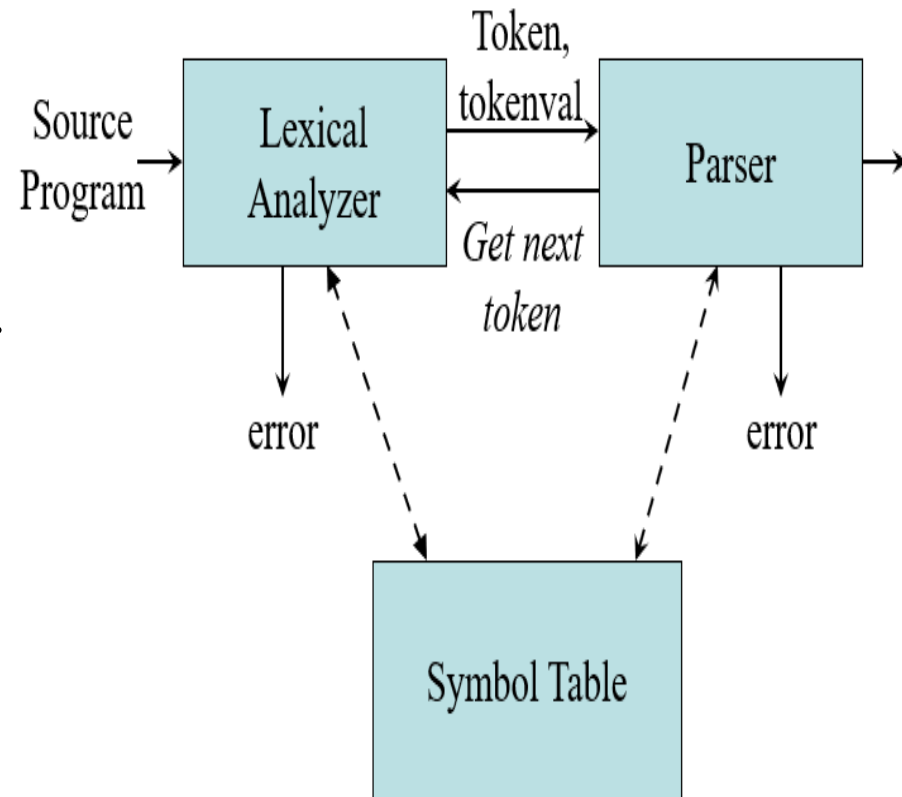 Token,
tokenval
Source
Program
Lexical
Analyzer
Parser
Get next
token
error
error
Symbol Table